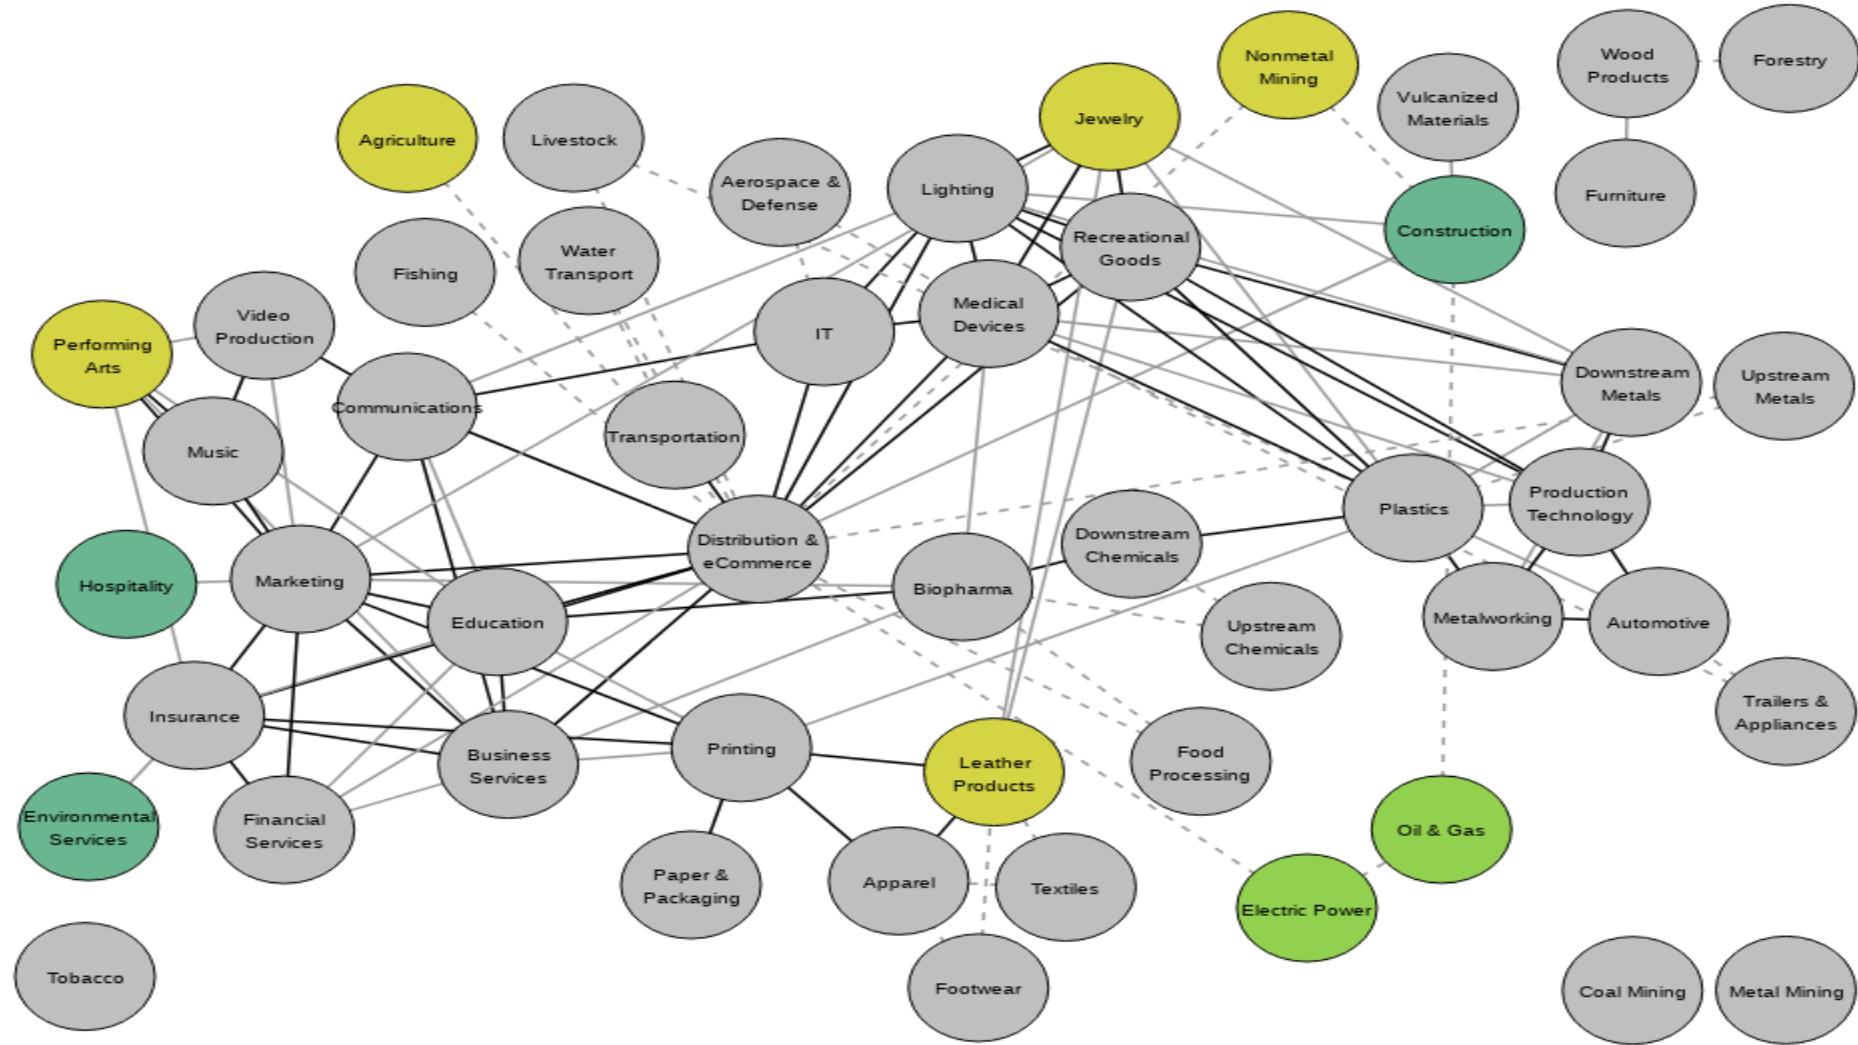 Wood
Products
Forestry
Nonmetal
Mining
Vulcanized
Materials
Jewelry
Agriculture
Livestock
Aerospace &
Defense
Lighting
Furniture
Construction
Recreational
Goods
Water
Transport
Fishing
Medical
Devices
IT
Video
Production
Performing
Arts
Downstream
Metals
Upstream
Metals
Communications
Transportation
Music
Plastics
Production
Technology
Distribution &
eCommerce
Downstream
Chemicals
Hospitality
Marketing
Biopharma
Education
Metalworking
Automotive
Upstream
Chemicals
Insurance
Trailers &
Appliances
Business
Services
Printing
Leather
Products
Food
Processing
Environmental
Services
Financial
Services
Oil & Gas
Paper &
Packaging
Apparel
Textiles
Electric Power
Tobacco
Footwear
Coal Mining
Metal Mining